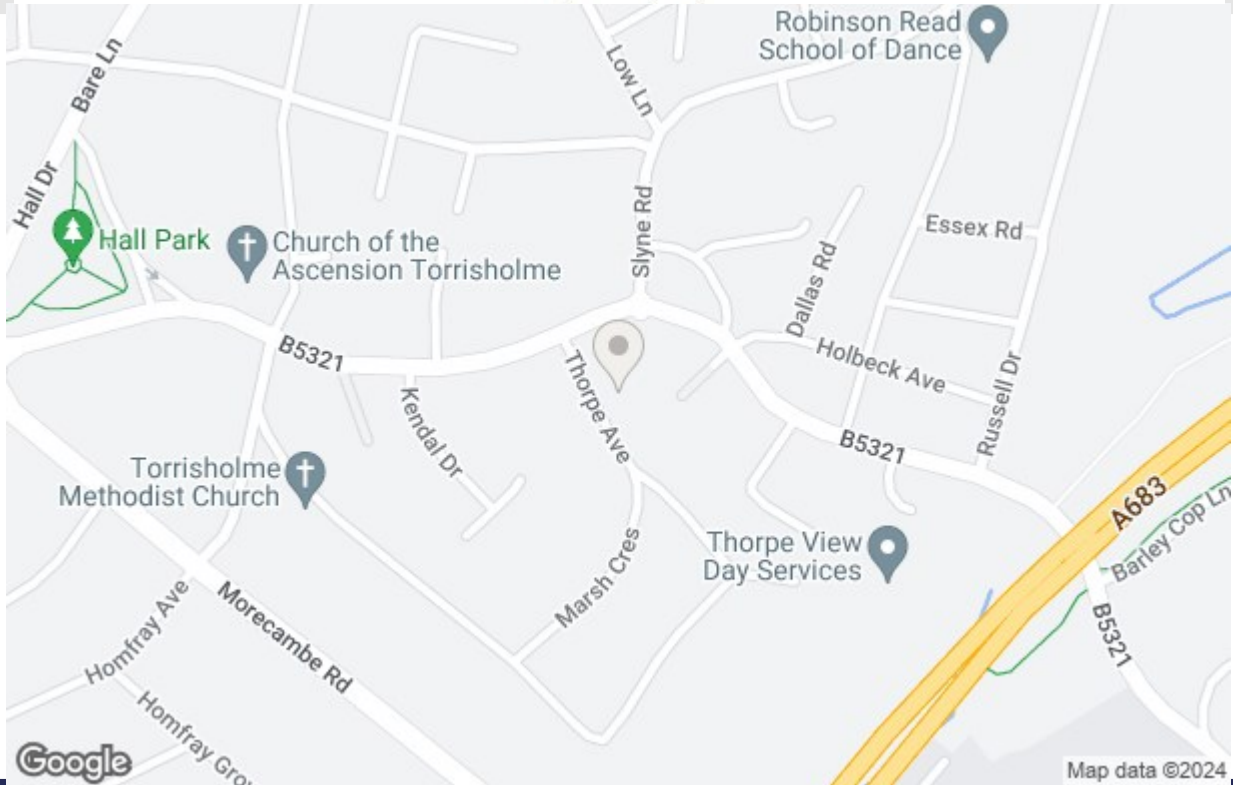 Robinson Read
School of Dance
Bare Ln
Low Ln
Hall Dr
Hall Park
Church of the
Ascension Torrisholme
Slyne Rd
Essex Rd
Dallas Rd
B5321
Holbeck Ave
Thorpe Ave
Russell Dr
Kendal Dr
B5321
Torrisholme
Methodist Church
A683
Barley Cop Ln
Thorpe View
Day Services
Marsh Cres
B5321
Homfray Ave
Morecambe Rd
Homfray Gro
Google
Map data ©2024